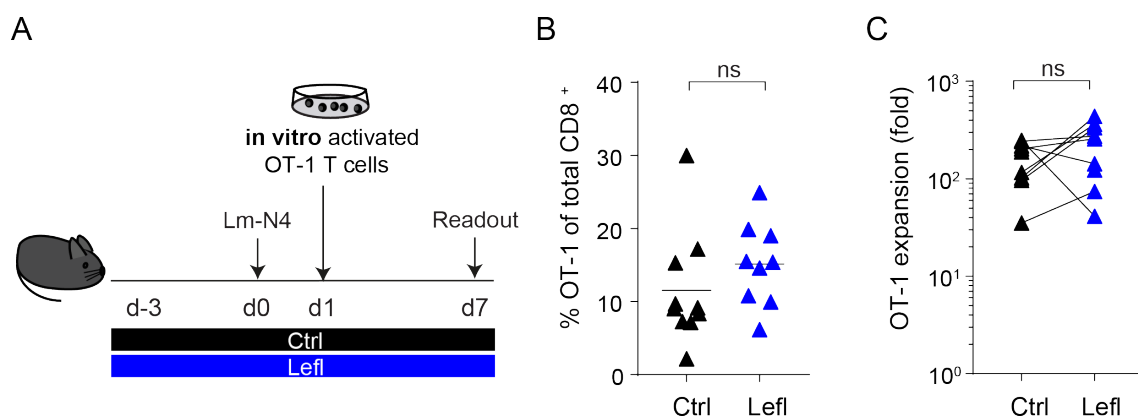 A
in vitro activated
OT-1 T cells
Lm-N4
Readout
d-3
d0
d1
d7
Ctrl
Lefl
B
ns
% OT-1 of total CD8⁺
40
30
20
10
0
Ctrl
Lefl
C
ns
OT-1 expansion (fold)
10³
10²
10¹
10⁰
Ctrl
Lefl